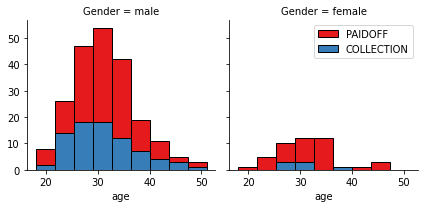 Gender = male
Gender = female
PAIDOFF
COLLECTION
50
40
30
20
10
0
20 30 40 50
20 30 40 50
age
age